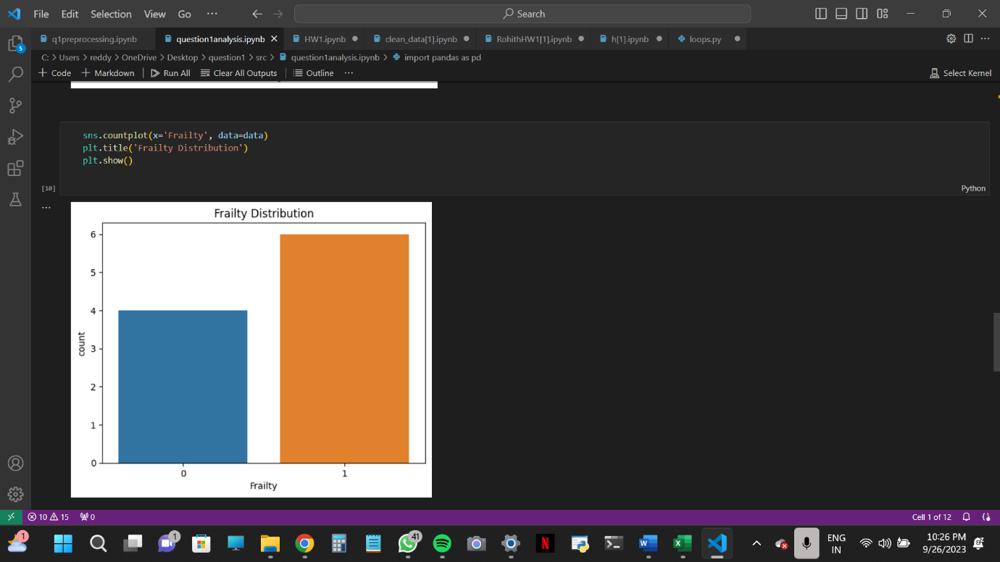 File Edit Selection View Go ··· Search
5
q1preprocessing.ipynb question1analysis.ipynb HW1.ipynb clean_data[1].ipynb RohithHW1[1].ipynb h[1].ipynb loops.py
C: > Users > reddy > OneDrive > Desktop > question1 > src > question1analysis.ipynb > import pandas as pd
+ Code + Markdown Run All Clear All Outputs Outline ··· Select Kernel
sns.countplot(x='Frailty', data=data)
plt.title('Frailty Distribution')
plt.show()
[10] Python
Frailty Distribution
6
5
4
3
2
1
0
count
0 1
Frailty
10 15 0 Cell 1 of 12
1 1 41 N W X ENG
IN
10:26 PM
9/26/2023